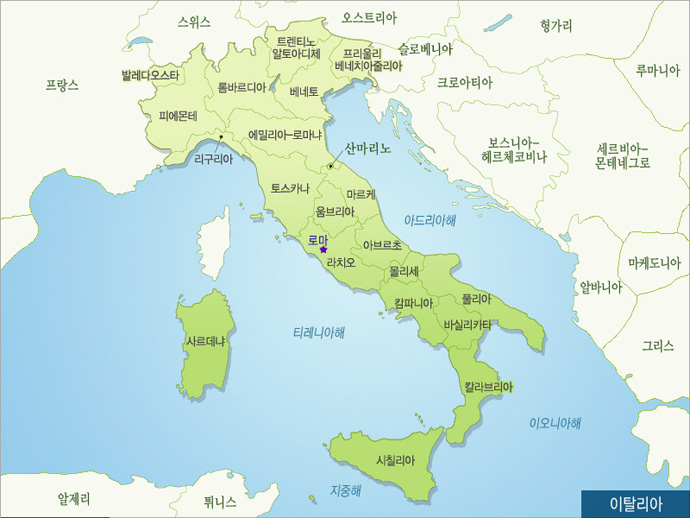 스위스
오스트리아
헝가리
트렌티노
알토아디제
프리울리
베네치아줄리아
슬로베니아
루마니아
프랑스
발레다오스타
롬바르디아
베네토
크로아티아
피에몬테
에밀리아-로마냐
보스니아-
헤르체코비나
세르비아-
몬테네그로
리구리아
산마리노
토스카나
마르케
움브리아
아드리아해
로마
라치오
아브르초
몰리세
마케도니아
알바니아
캄파니아
풀리아
바실리카타
티레니아해
사르데냐
그리스
칼라브리아
이오니아해
시칠리아
지중해
알제리
튀니스
이탈리아